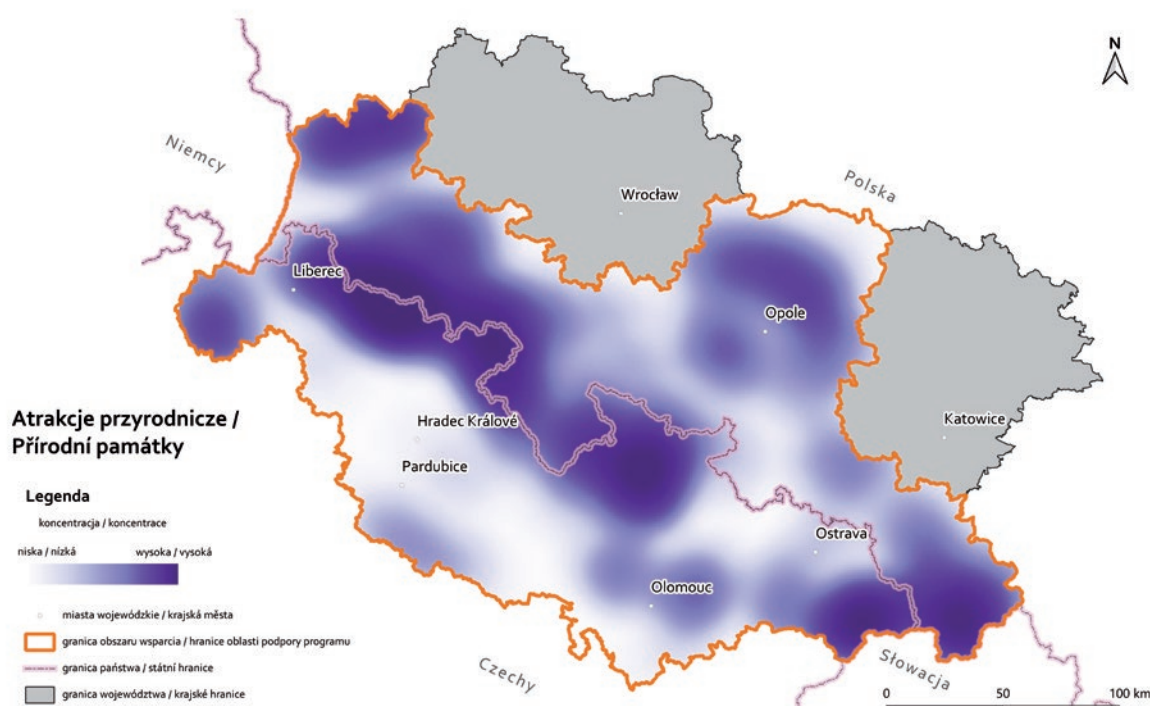 N
Niemcy
Polska
Wrocław
Liberec
Opole
Hradec Králové
Katowice
Pardubice
Ostrava
Olomouc
Czechy
Słowacja
Atrakcje przyrodnicze /
Přírodní památky
Legenda
koncentracja / koncentrace
niska / nízká wysoka / vysoká
miasta wojewódzkie / krajská města
granica obszaru wsparcia / hranice oblasti podpory programu
granica państwa / státní hranice
granica województwa / krajské hranice
0 50 100 km